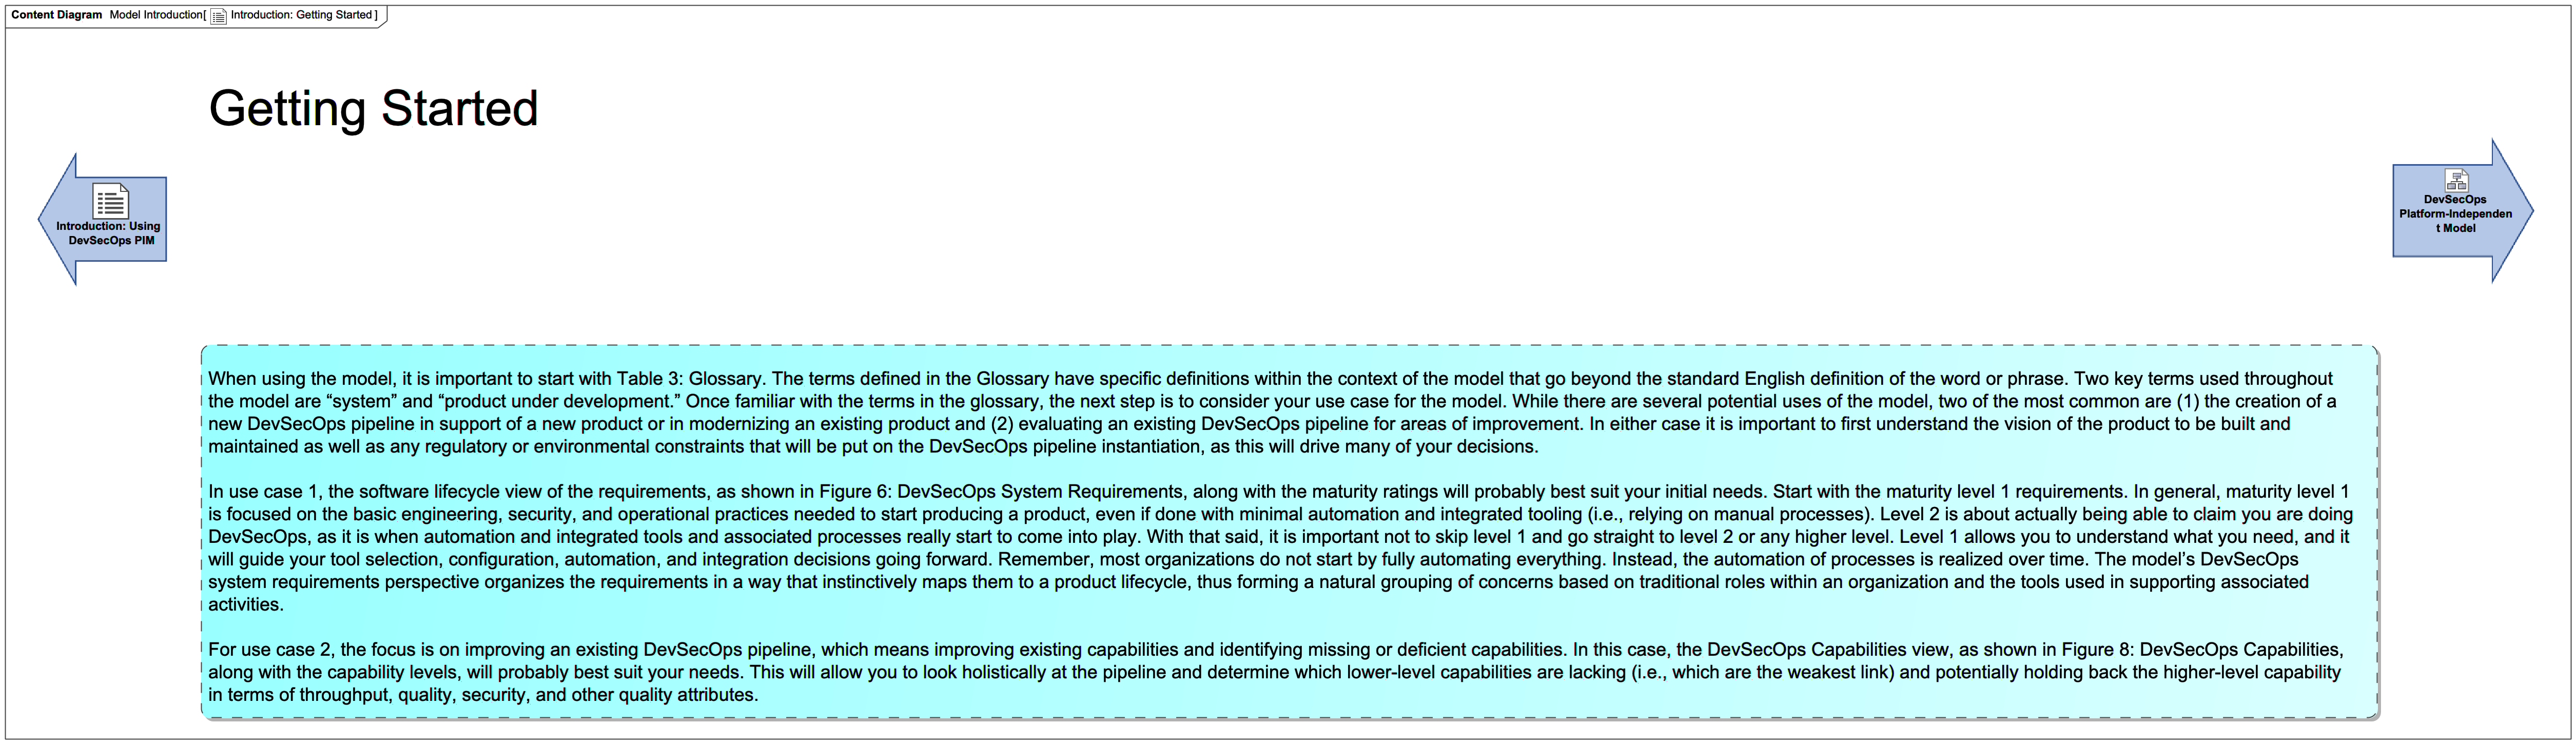 Content Diagram Model Introduction[ Introduction: Getting Started ]
Getting Started
Introduction: Using
DevSecOps PIM
DevSecOps
Platform-Independen
t Model
When using the model, it is important to start with Table 3: Glossary. The terms defined in the Glossary have specific definitions within the context of the model that go beyond the standard English definition of the word or phrase. Two key terms used throughout
the model are “system” and “product under development.” Once familiar with the terms in the glossary, the next step is to consider your use case for the model. While there are several potential uses of the model, two of the most common are (1) the creation of a
new DevSecOps pipeline in support of a new product or in modernizing an existing product and (2) evaluating an existing DevSecOps pipeline for areas of improvement. In either case it is important to first understand the vision of the product to be built and
maintained as well as any regulatory or environmental constraints that will be put on the DevSecOps pipeline instantiation, as this will drive many of your decisions.
In use case 1, the software lifecycle view of the requirements, as shown in Figure 6: DevSecOps System Requirements, along with the maturity ratings will probably best suit your initial needs. Start with the maturity level 1 requirements. In general, maturity level 1
is focused on the basic engineering, security, and operational practices needed to start producing a product, even if done with minimal automation and integrated tooling (i.e., relying on manual processes). Level 2 is about actually being able to claim you are doing
DevSecOps, as it is when automation and integrated tools and associated processes really start to come into play. With that said, it is important not to skip level 1 and go straight to level 2 or any higher level. Level 1 allows you to understand what you need, and it
will guide your tool selection, configuration, automation, and integration decisions going forward. Remember, most organizations do not start by fully automating everything. Instead, the automation of processes is realized over time. The model’s DevSecOps
system requirements perspective organizes the requirements in a way that instinctively maps them to a product lifecycle, thus forming a natural grouping of concerns based on traditional roles within an organization and the tools used in supporting associated
activities.
For use case 2, the focus is on improving an existing DevSecOps pipeline, which means improving existing capabilities and identifying missing or deficient capabilities. In this case, the DevSecOps Capabilities view, as shown in Figure 8: DevSecOps Capabilities,
along with the capability levels, will probably best suit your needs. This will allow you to look holistically at the pipeline and determine which lower-level capabilities are lacking (i.e., which are the weakest link) and potentially holding back the higher-level capability
in terms of throughput, quality, security, and other quality attributes.